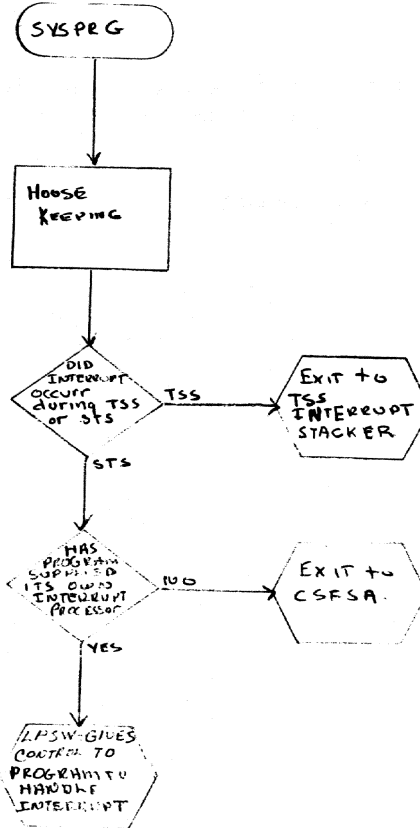 SYSPRG
HOUSE
KEEPING
DID
INTERRUPT
OCCURR
during TSS
or STS
TSS
EXIT to
TSS
INTERRUPT
STACKER
STS
HAS
PROGRAM
SUPPLIED
ITS OWN
INTERRUPT
PROCESSOR
NO
EXIT to
CSFSA.
YES
LPSW-GIVES
CONTROL TO
PROGRAM TO
HANDLE
INTERRUPT